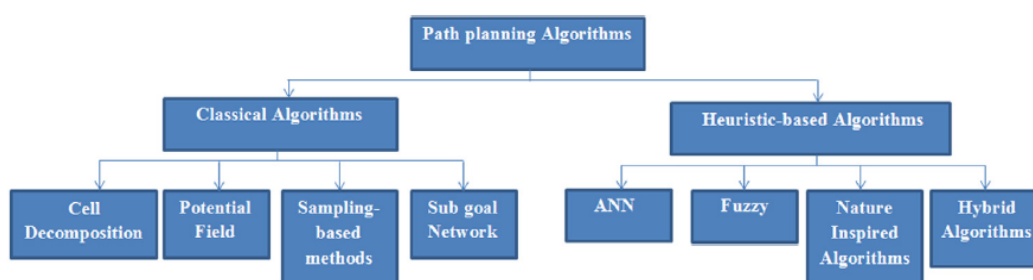 Path planning Algorithms
Classical Algorithms
Heuristic-based Algorithms
Cell
Decomposition
Potential
Field
Sampling-
based
methods
Sub goal
Network
ANN
Fuzzy
Nature
Inspired
Algorithms
Hybrid
Algorithms